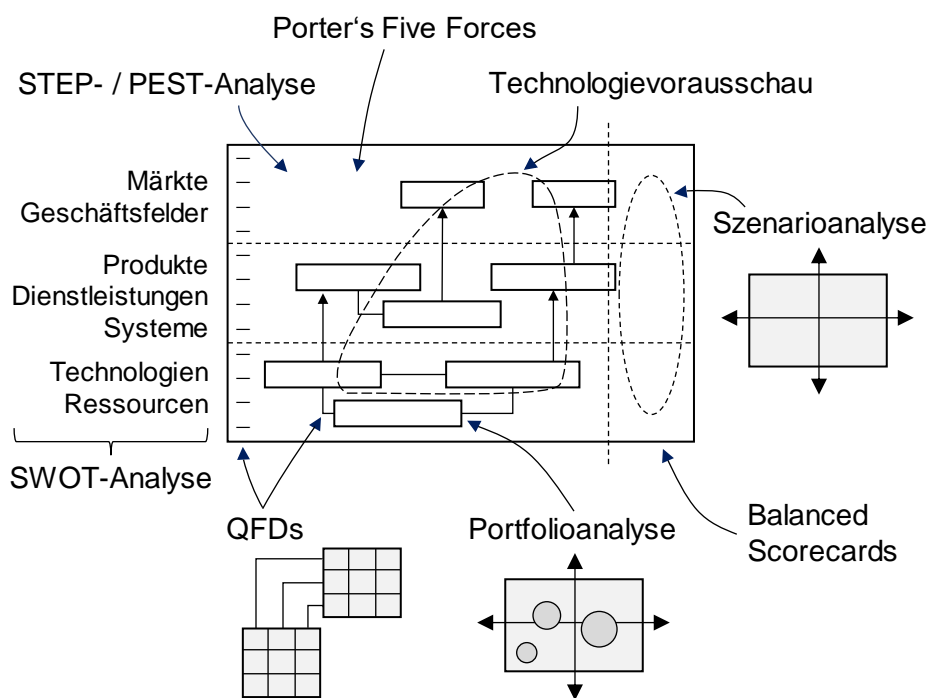 Porter‘s Five Forces
STEP- / PEST-Analyse
Technologievorausschau
Märkte
Geschäftsfelder
Szenarioanalyse
Produkte
Dienstleistungen
Systeme
Technologien
Ressourcen
SWOT-Analyse
QFDs
Portfolioanalyse
Balanced
Scorecards